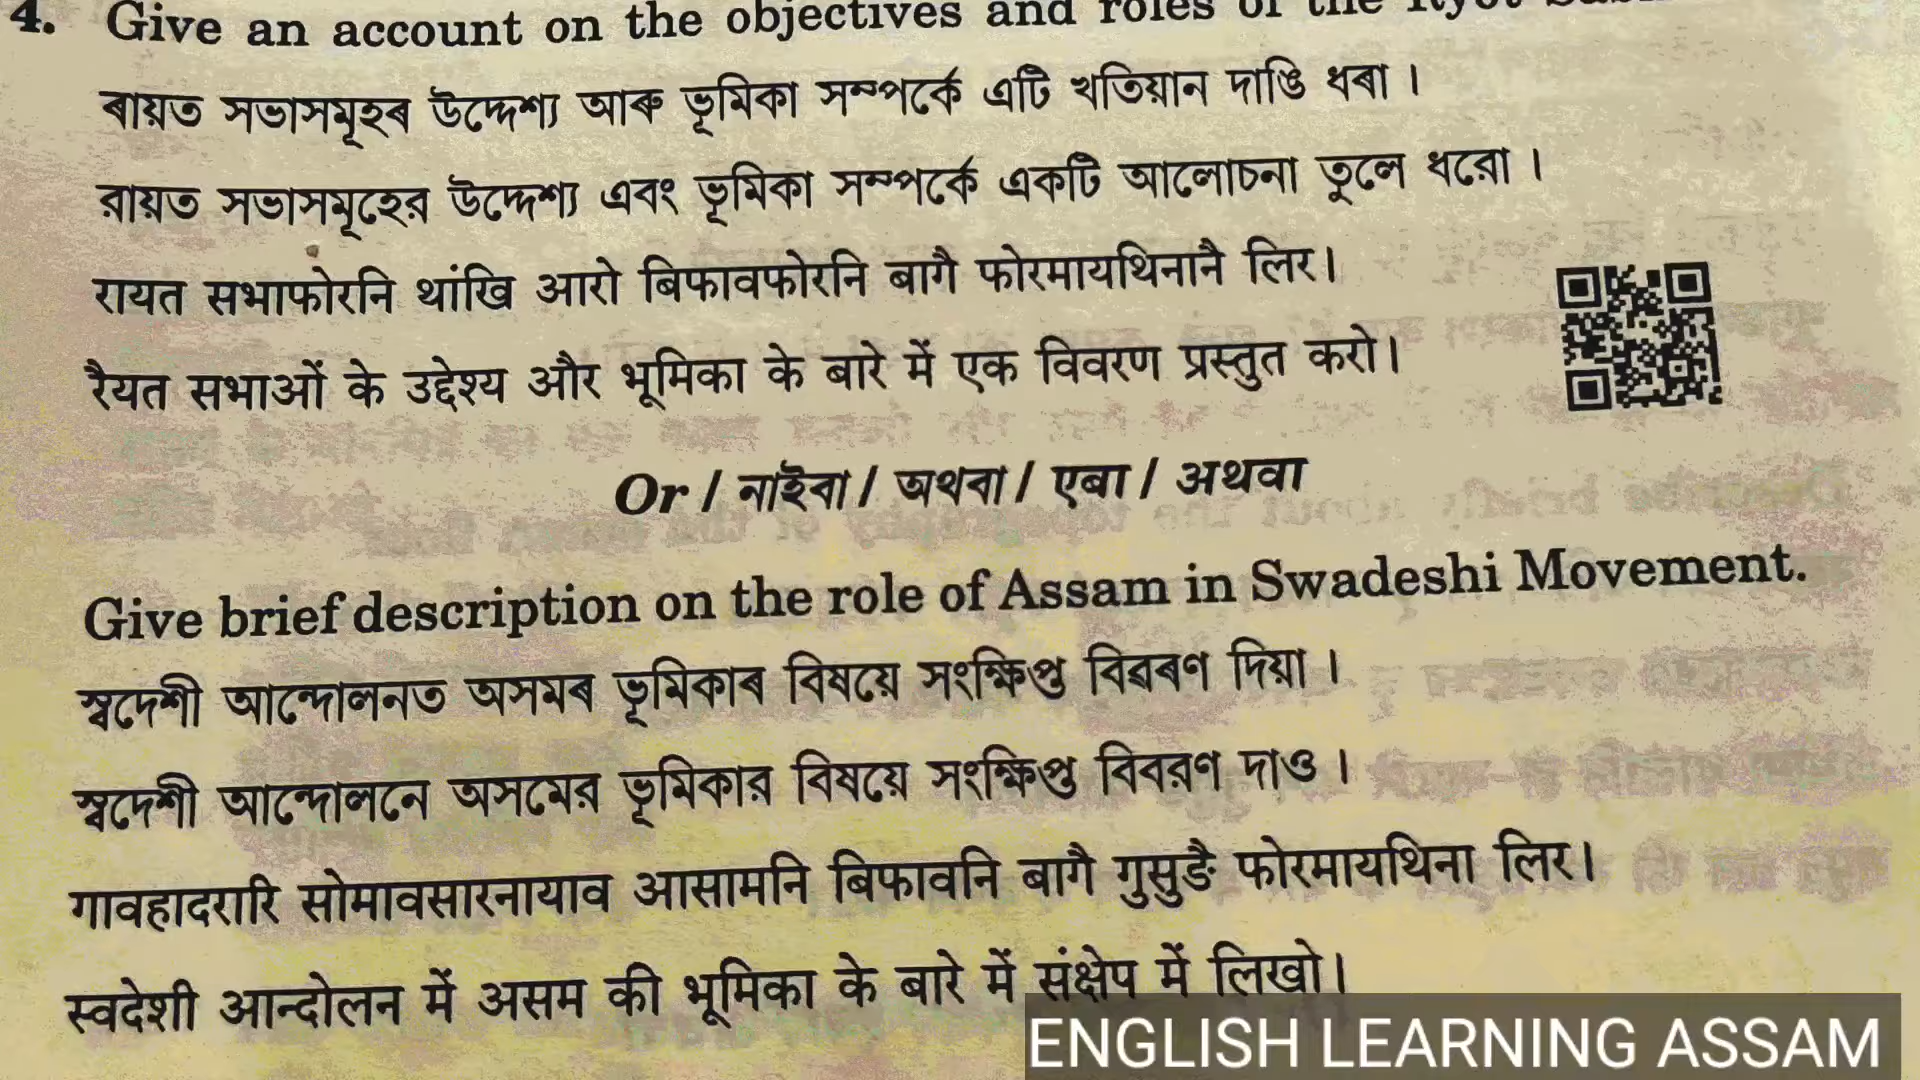 4. Give an account on the objectives and roles of the Ryot
ৰায়ত সভাসমূহৰ উদ্দেশ্য আৰু ভূমিকা সম্পৰ্কে এটি খতিয়ান দাঙি ধৰা ।
রায়ত সভাসমূহের উদ্দেশ্য এবং ভূমিকা সম্পর্কে একটি আলোচনা তুলে ধরো ।
रायत सभाफोरनि थांखि आरो बिफावफोरनि बागै फोरमायथिनानै लिर।
रैयत सभाओं के उद्देश्य और भूमिका के बारे में एक विवरण प्रस्तुत करो।
Or / নাইবা / অথবা / एबा / अथवा
Give brief description on the role of Assam in Swadeshi Movement.
স্বদেশী আন্দোলনত অসমৰ ভূমিকাৰ বিষয়ে সংক্ষিপ্ত বিৱৰণ দিয়া ।
স্বদেশী আন্দোলনে অসমের ভূমিকার বিষয়ে সংক্ষিপ্ত বিবরণ দাও ।
गावहादरारि सोमावसारनायाव आसामनि बिफावनि बागै गुसुङै फोरमायथिना लिर।
स्वदेशी आन्दोलन में असम की भूमिका के बारे में संक्षेप में लिखो।
ENGLISH LEARNING ASSAM